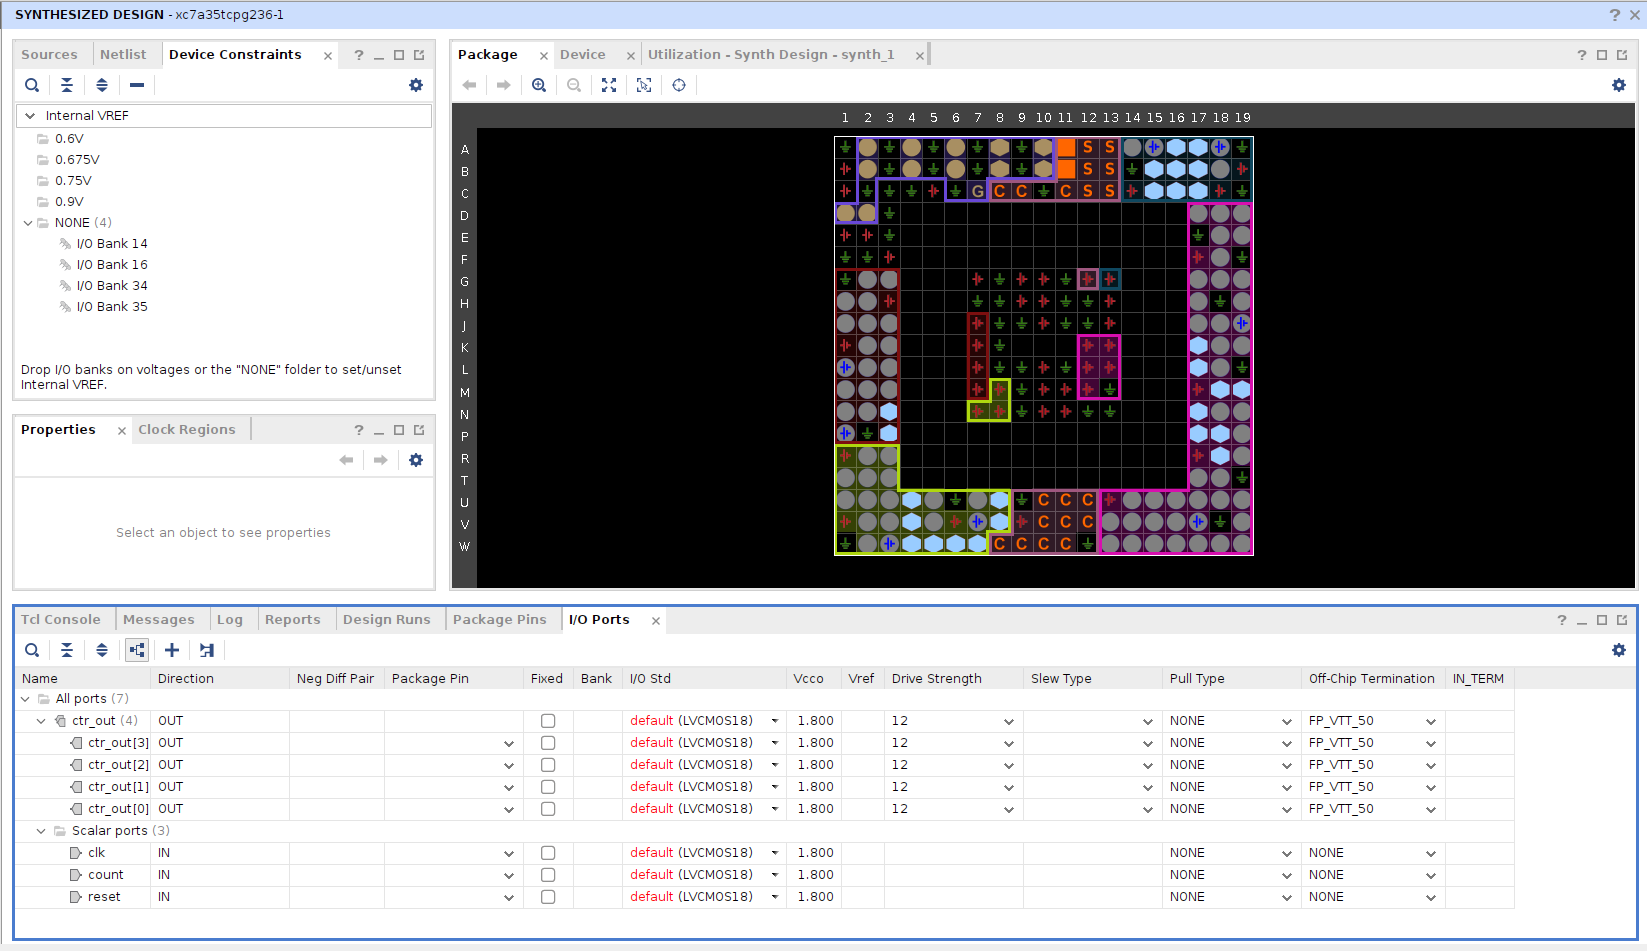 SYNTHESIZED DESIGN - xc7a35tcpg236-1
Sources Netlist Device Constraints
Internal VREF
0.6V
0.675V
0.75V
0.9V
NONE (4)
I/O Bank 14
I/O Bank 16
I/O Bank 34
I/O Bank 35
Drop I/O banks on voltages or the "NONE" folder to set/unset
Internal VREF.
Properties Clock Regions
Select an object to see properties
Package Device Utilization - Synth Design - synth_1
1 2 3 4 5 6 7 8 9 10 11 12 13 14 15 16 17 18 19
A S S
B S S
C G C C C S S
D
E
F
G
H
J
K
L
M
N
P
R
T
U C C C
V C C C
W C C C C
Tcl Console Messages Log Reports Design Runs Package Pins I/O Ports
Name Direction Neg Diff Pair Package Pin Fixed Bank I/O Std Vcco Vref Drive Strength Slew Type Pull Type Off-Chip Termination IN_TERM
All ports (7)
ctr_out (4) OUT default (LVCMOS18) 1.800 12 NONE FP_VTT_50
ctr_out[3] OUT default (LVCMOS18) 1.800 12 NONE FP_VTT_50
ctr_out[2] OUT default (LVCMOS18) 1.800 12 NONE FP_VTT_50
ctr_out[1] OUT default (LVCMOS18) 1.800 12 NONE FP_VTT_50
ctr_out[0] OUT default (LVCMOS18) 1.800 12 NONE FP_VTT_50
Scalar ports (3)
clk IN default (LVCMOS18) 1.800 NONE NONE
count IN default (LVCMOS18) 1.800 NONE NONE
reset IN default (LVCMOS18) 1.800 NONE NONE